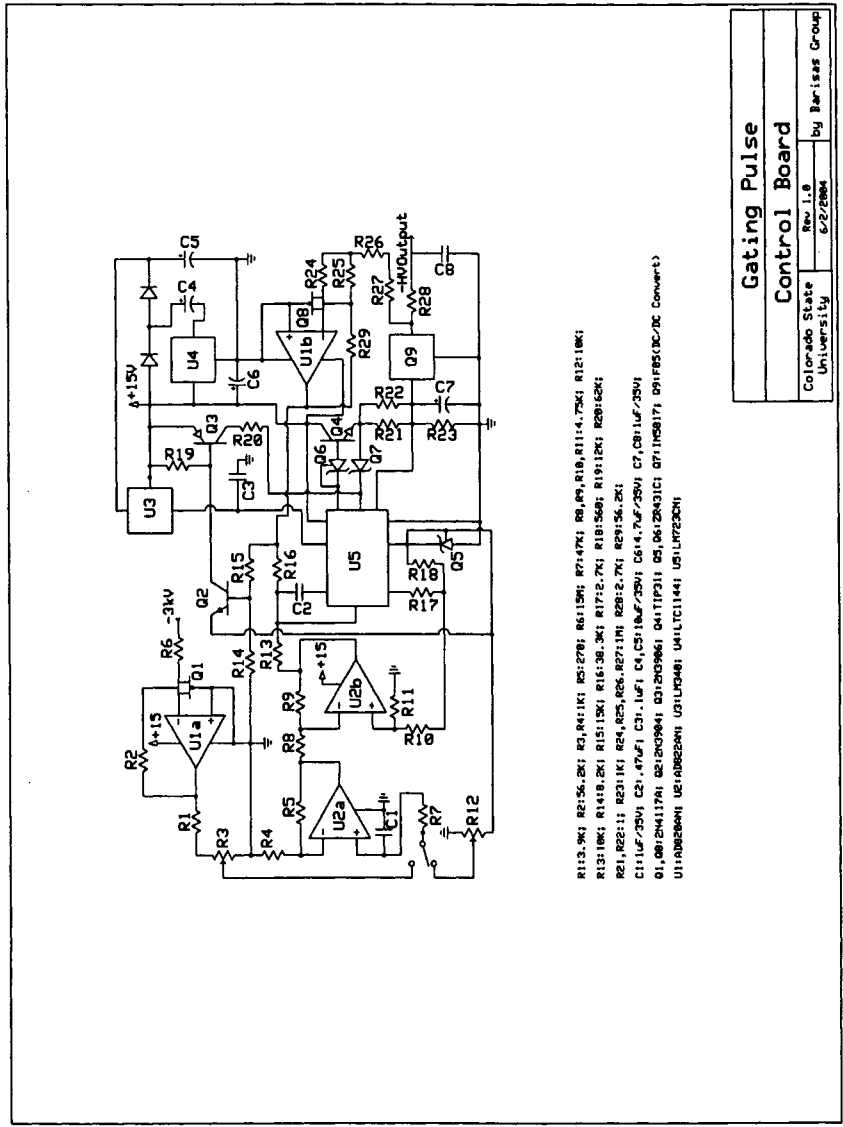 +15V
C5
C4
U4
C6
Q3
R19
R20
U3
C3
R24
R25
R26
R27
Q8
U1b
R29
-HVOutput
R28
C8
Q9
Q4
Q6
Q7
R22
R21
C7
R23
-3kV
R6
Q1
+15
U1a
R2
R1
R3
R4
Q2
R15
R14
R16
R13
C2
U5
R18
R17
Q5
+15
U2b
R9
R8
R11
R10
R5
U2a
C1
R7
R12
R1:3.9K; R2:56.2K; R3,R4:1K; R5:270; R6:15M; R7:47K; R8,R9,R10,R11:4.75K; R12:10K;
R13:10K; R14:8.2K; R15:15K; R16:38.3K; R17:2.7K; R18:560; R19:12K; R20:62K;
R21,R22:1; R23:1K; R24,R25,R26.R27:1M; R28:2.7K; R29:56.2K;
C1:1uF/35V; C2:.47uF; C3:.1uF; C4,C5:10uF/35V; C6:4.7uF/35V; C7,C8:1uF/35V;
Q1,Q8:2N4117A; Q2:2N3904; Q3:2N3906; Q4:TIP31; Q5,Q6:ZR431C; Q7:1N5817; Q9:F05(DC/DC Convert)
U1:AD820AN; U2:AD822AN; U3:LM340; U4:LTC1144; U5:LM723CN;
Gating Pulse
Control Board
Colorado State
University
Rev 1.0
6/2/2004
by Barisas Group